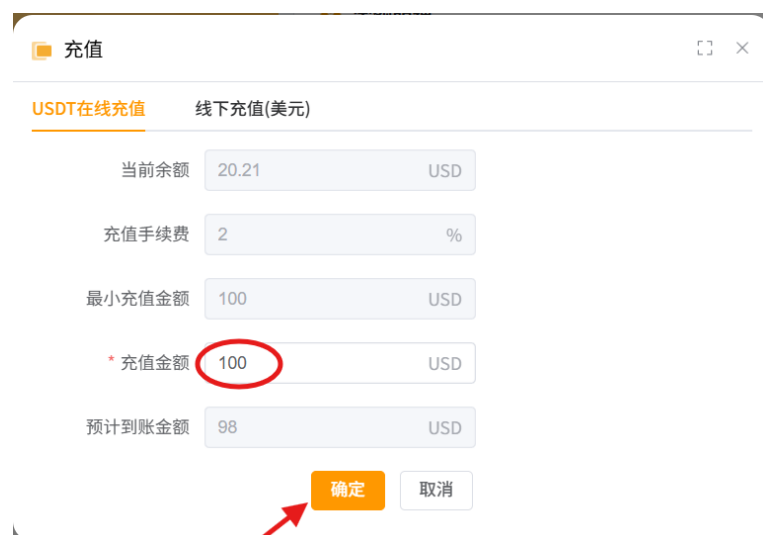 充值
USDT在线充值 线下充值(美元)
当前余额 20.21 USD
充值手续费 2 %
最小充值金额 100 USD
* 充值金额 100 USD
预计到账金额 98 USD
确定 取消